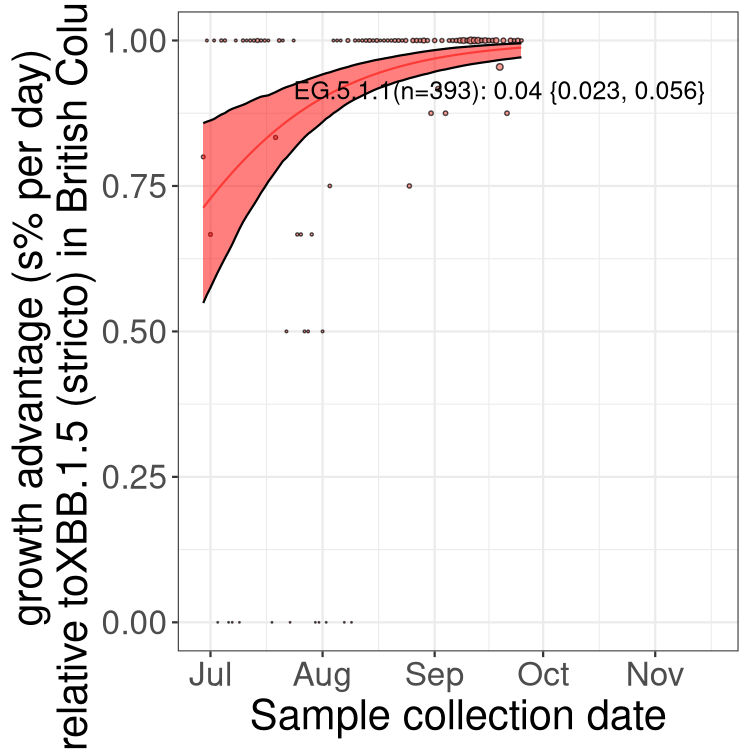 growth advantage (s% per day)
relative toXBB.1.5 (stricto) in British Colu
1.00
0.75
0.50
0.25
0.00
EG.5.1.1(n=393): 0.04 {0.023, 0.056}
Jul Aug Sep Oct Nov
Sample collection date